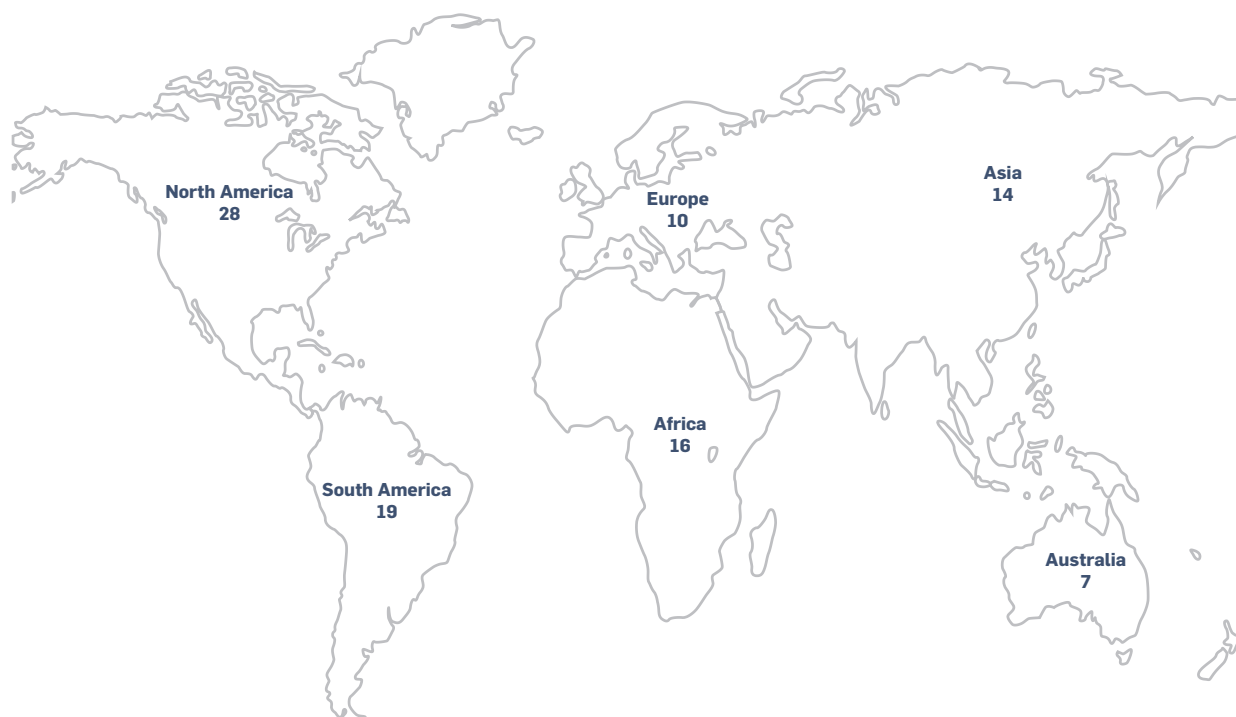 North America
28
Europe
10
Asia
14
Africa
16
South America
19
Australia
7